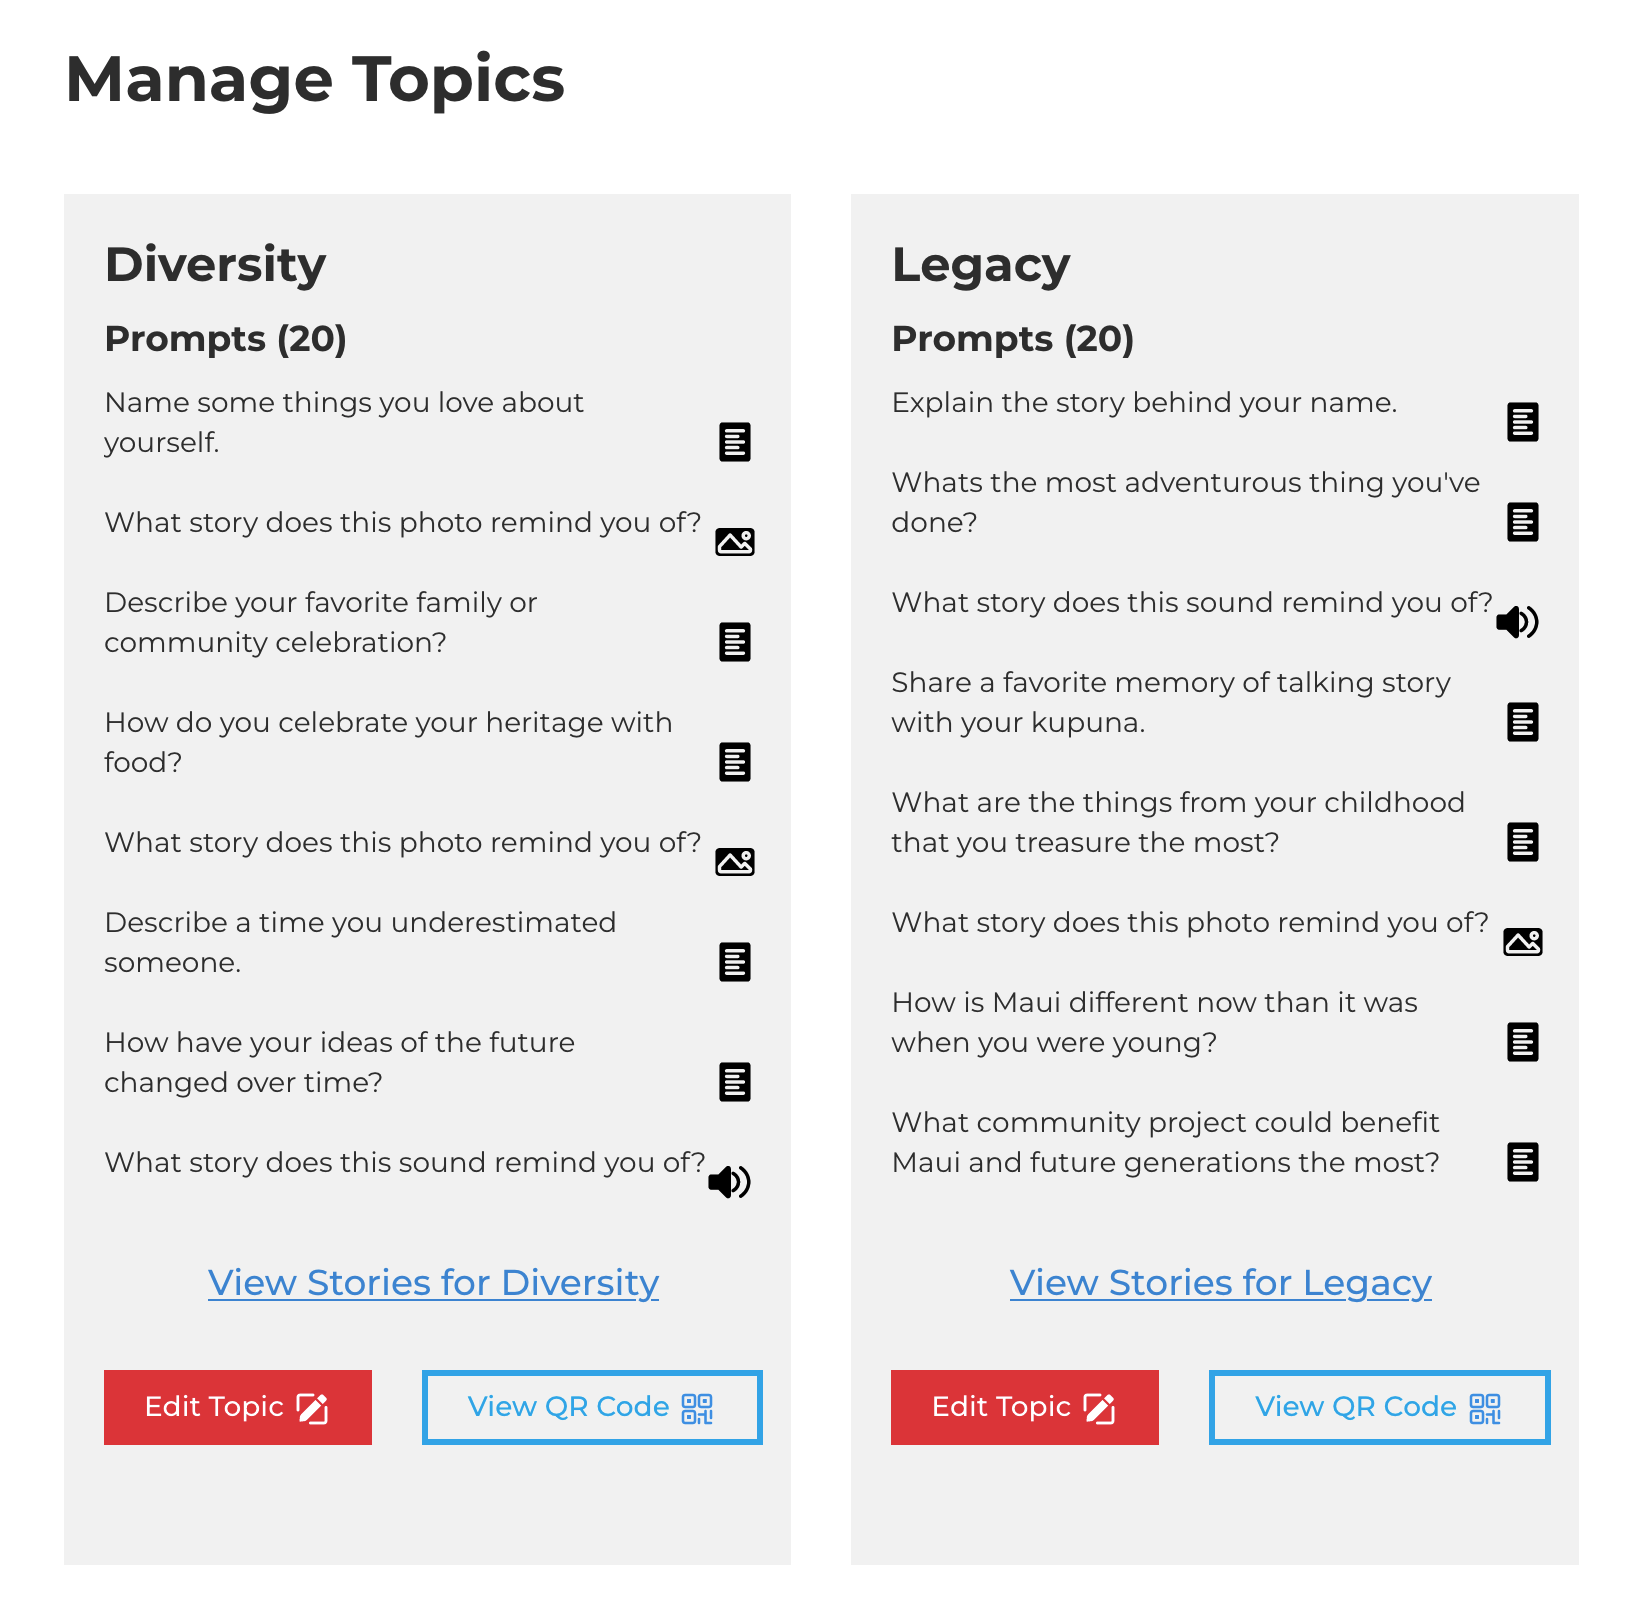 Manage Topics
Diversity
Prompts (20)
Name some things you love about
yourself.
What story does this photo remind you of?
Describe your favorite family or
community celebration?
How do you celebrate your heritage with
food?
What story does this photo remind you of?
Describe a time you underestimated
someone.
How have your ideas of the future
changed over time?
What story does this sound remind you of?
View Stories for Diversity
Edit Topic
View QR Code
Legacy
Prompts (20)
Explain the story behind your name.
Whats the most adventurous thing you've
done?
What story does this sound remind you of?
Share a favorite memory of talking story
with your kupuna.
What are the things from your childhood
that you treasure the most?
What story does this photo remind you of?
How is Maui different now than it was
when you were young?
What community project could benefit
Maui and future generations the most?
View Stories for Legacy
Edit Topic
View QR Code